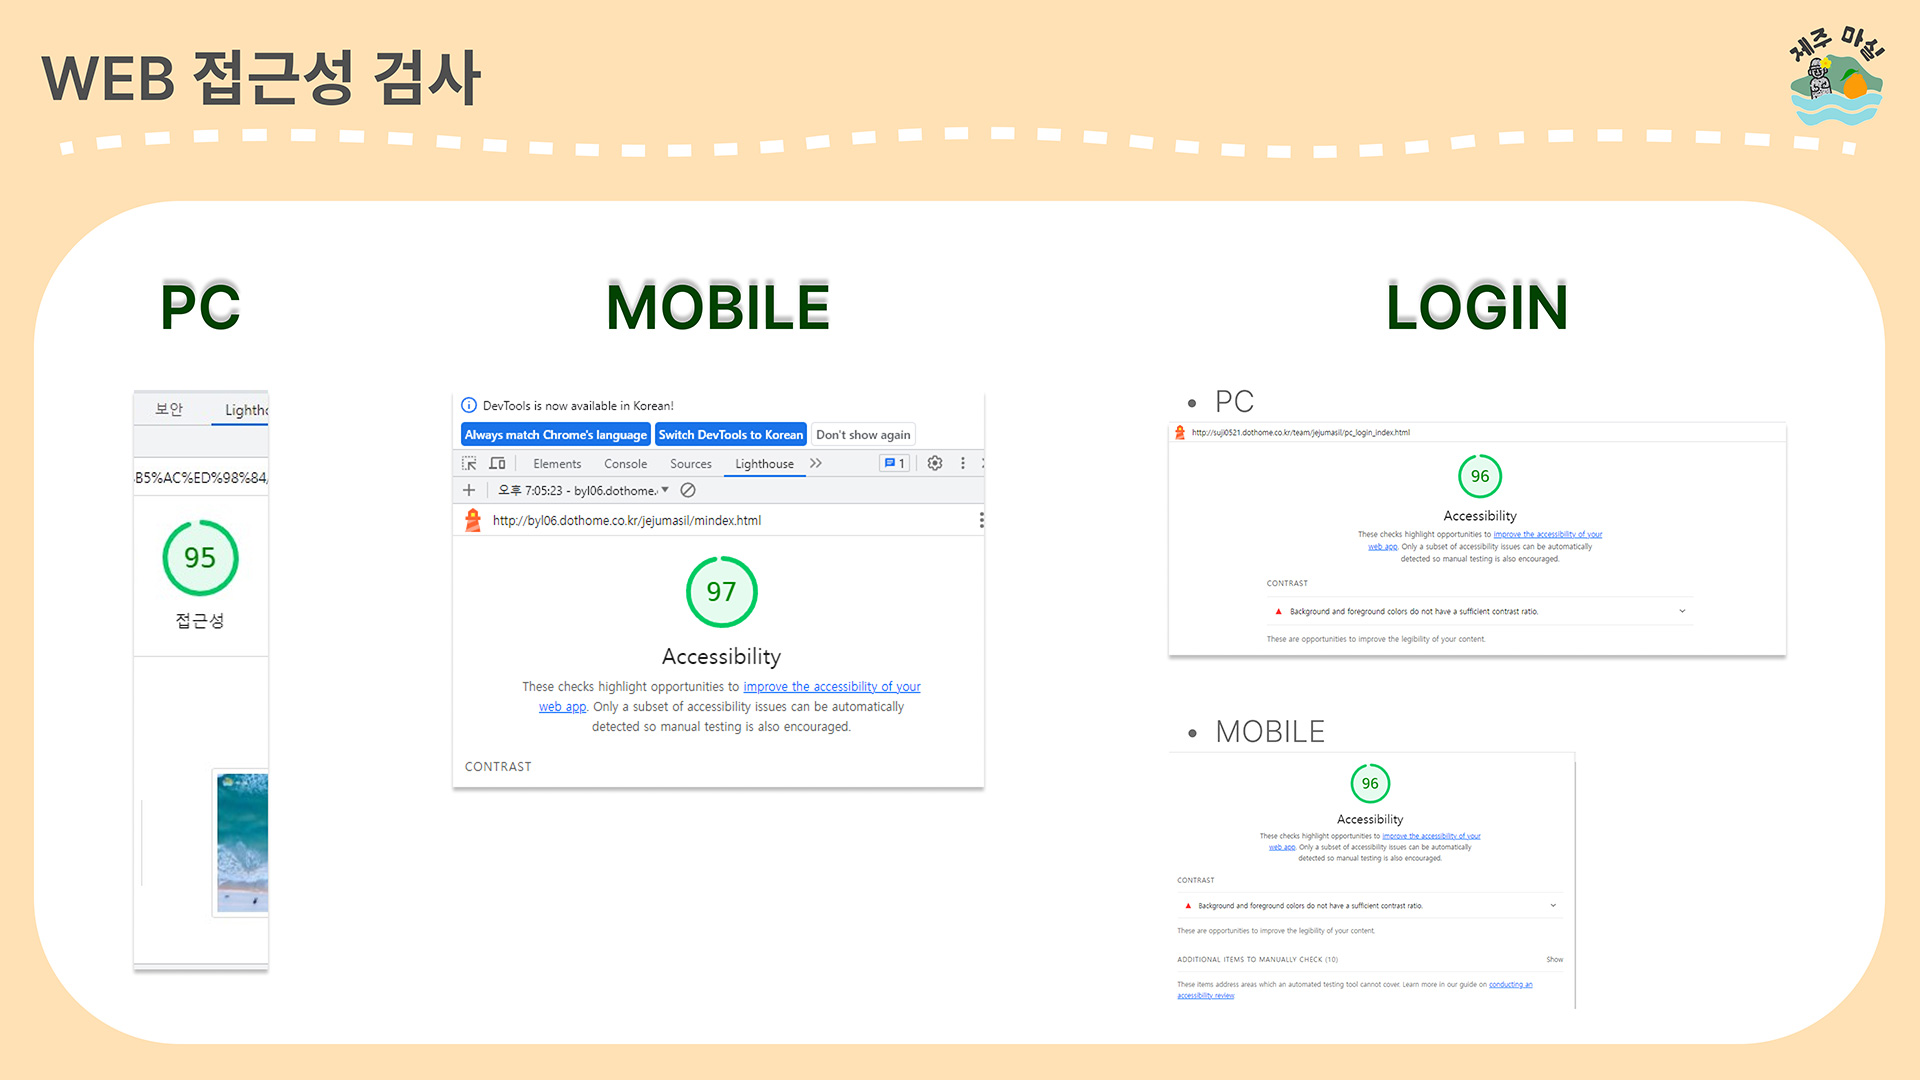 WEB 접근성 검사
제주 마실
PC
보안 Lighth
B5%AC%ED%98%84/
95
접근성
MOBILE
DevTools is now available in Korean!
Always match Chrome's language Switch DevTools to Korean Don't show again
Elements Console Sources Lighthouse 1
오후 7:05:23 - byl06.dothome.
http://byl06.dothome.co.kr/jejumasil/mindex.html
97
Accessibility
These checks highlight opportunities to improve the accessibility of your
web app. Only a subset of accessibility issues can be automatically
detected so manual testing is also encouraged.
CONTRAST
LOGIN
• PC
http://suji0521.dothome.co.kr/team/jejumasil/pc_login_index.html
96
Accessibility
These checks highlight opportunities to improve the accessibility of your
web app. Only a subset of accessibility issues can be automatically
detected so manual testing is also encouraged.
CONTRAST
Background and foreground colors do not have a sufficient contrast ratio.
These are opportunities to improve the legibility of your content.
• MOBILE
96
Accessibility
These checks highlight opportunities to improve the accessibility of your
web app. Only a subset of accessibility issues can be automatically
detected so manual testing is also encouraged.
CONTRAST
Background and foreground colors do not have a sufficient contrast ratio.
These are opportunities to improve the legibility of your content.
ADDITIONAL ITEMS TO MANUALLY CHECK (10) Show
These items address areas which an automated testing tool cannot cover. Learn more in our guide on conducting an
accessibility review.